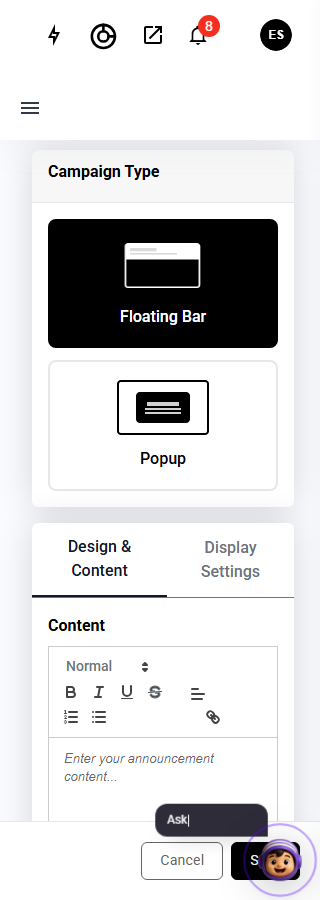 8
ES
Campaign Type
Floating Bar
Popup
Design &
Content
Display
Settings
Content
Normal
B I U S
Enter your announcement
content...
Ask
Cancel